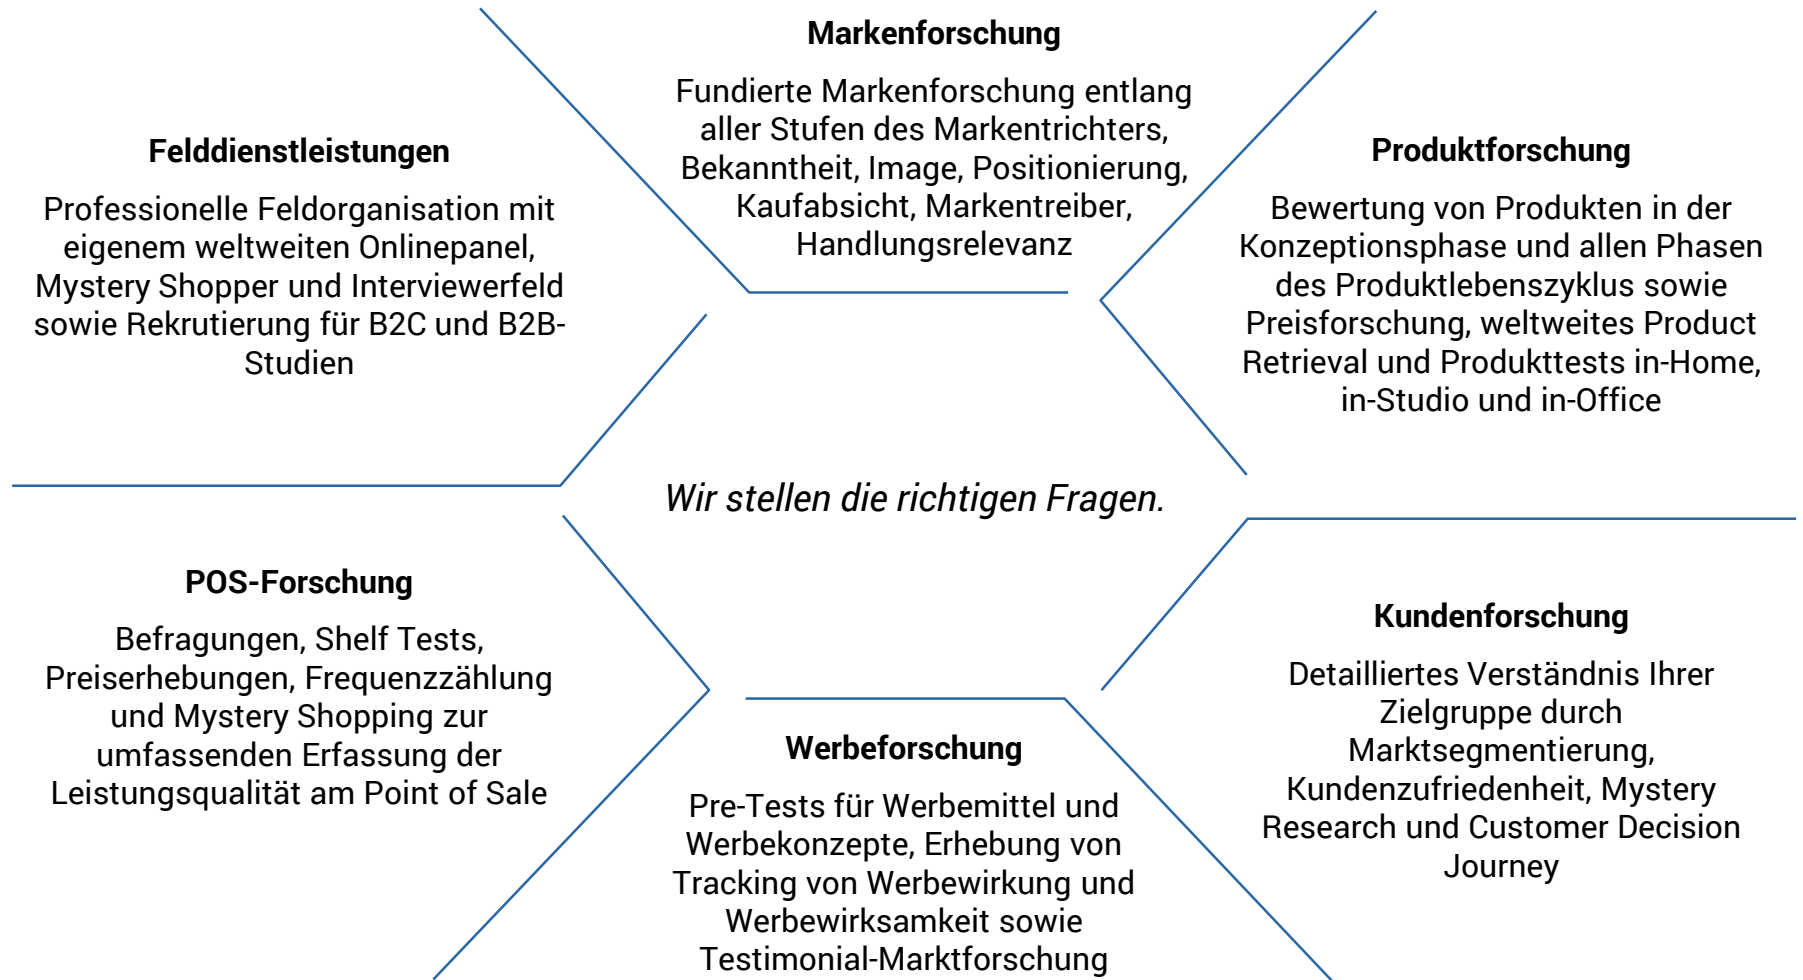 Markenforschung
Fundierte Markenforschung entlang
aller Stufen des Markentrichters,
Bekanntheit, Image, Positionierung,
Kaufabsicht, Markentreiber,
Handlungsrelevanz
Felddienstleistungen
Professionelle Feldorganisation mit
eigenem weltweiten Onlinepanel,
Mystery Shopper und Interviewerfeld
sowie Rekrutierung für B2C und B2B-
Studien
Produktforschung
Bewertung von Produkten in der
Konzeptionsphase und allen Phasen
des Produktlebenszyklus sowie
Preisforschung, weltweites Product
Retrieval und Produkttests in-Home,
in-Studio und in-Office
Wir stellen die richtigen Fragen.
POS-Forschung
Befragungen, Shelf Tests,
Preiserhebungen, Frequenzzählung
und Mystery Shopping zur
umfassenden Erfassung der
Leistungsqualität am Point of Sale
Kundenforschung
Detailliertes Verständnis Ihrer
Zielgruppe durch
Marktsegmentierung,
Kundenzufriedenheit, Mystery
Research und Customer Decision
Journey
Werbeforschung
Pre-Tests für Werbemittel und
Werbekonzepte, Erhebung von
Tracking von Werbewirkung und
Werbewirksamkeit sowie
Testimonial-Marktforschung